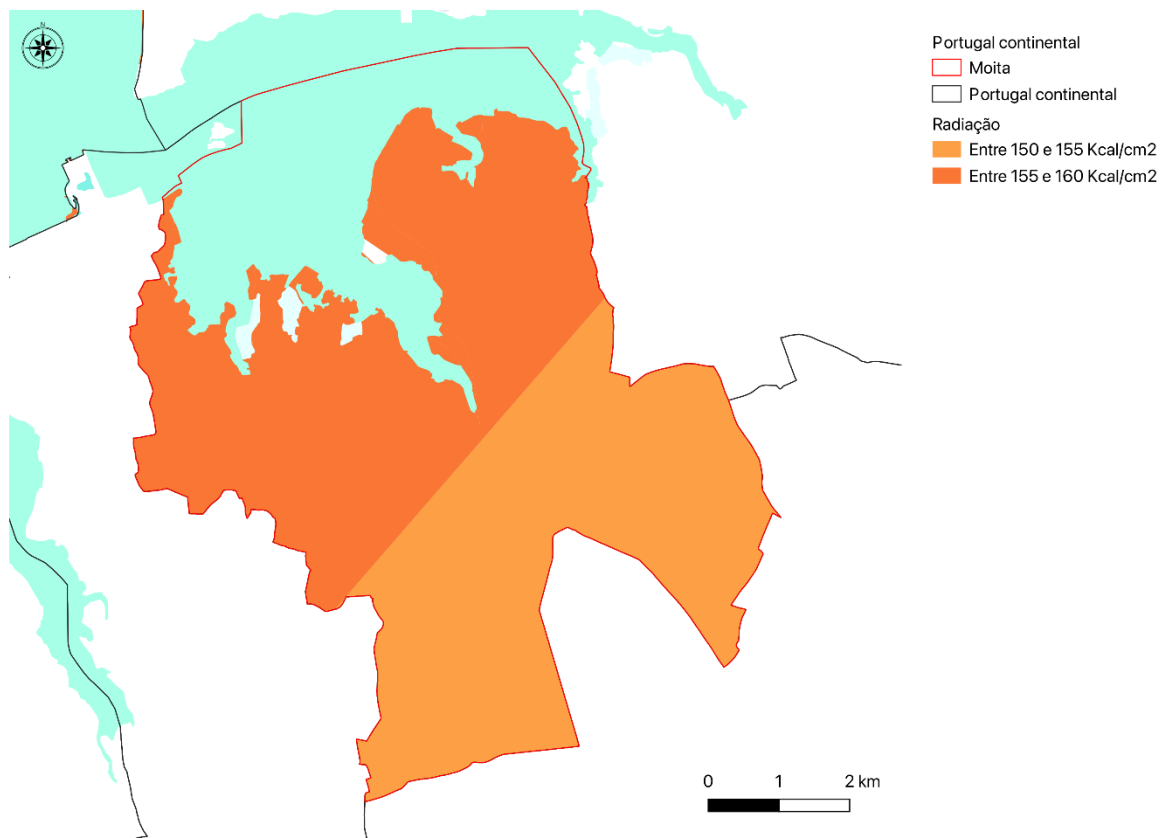 N
Portugal continental
Moita
Portugal continental
Radiação
Entre 150 e 155 Kcal/cm2
Entre 155 e 160 Kcal/cm2
0 1 2 km